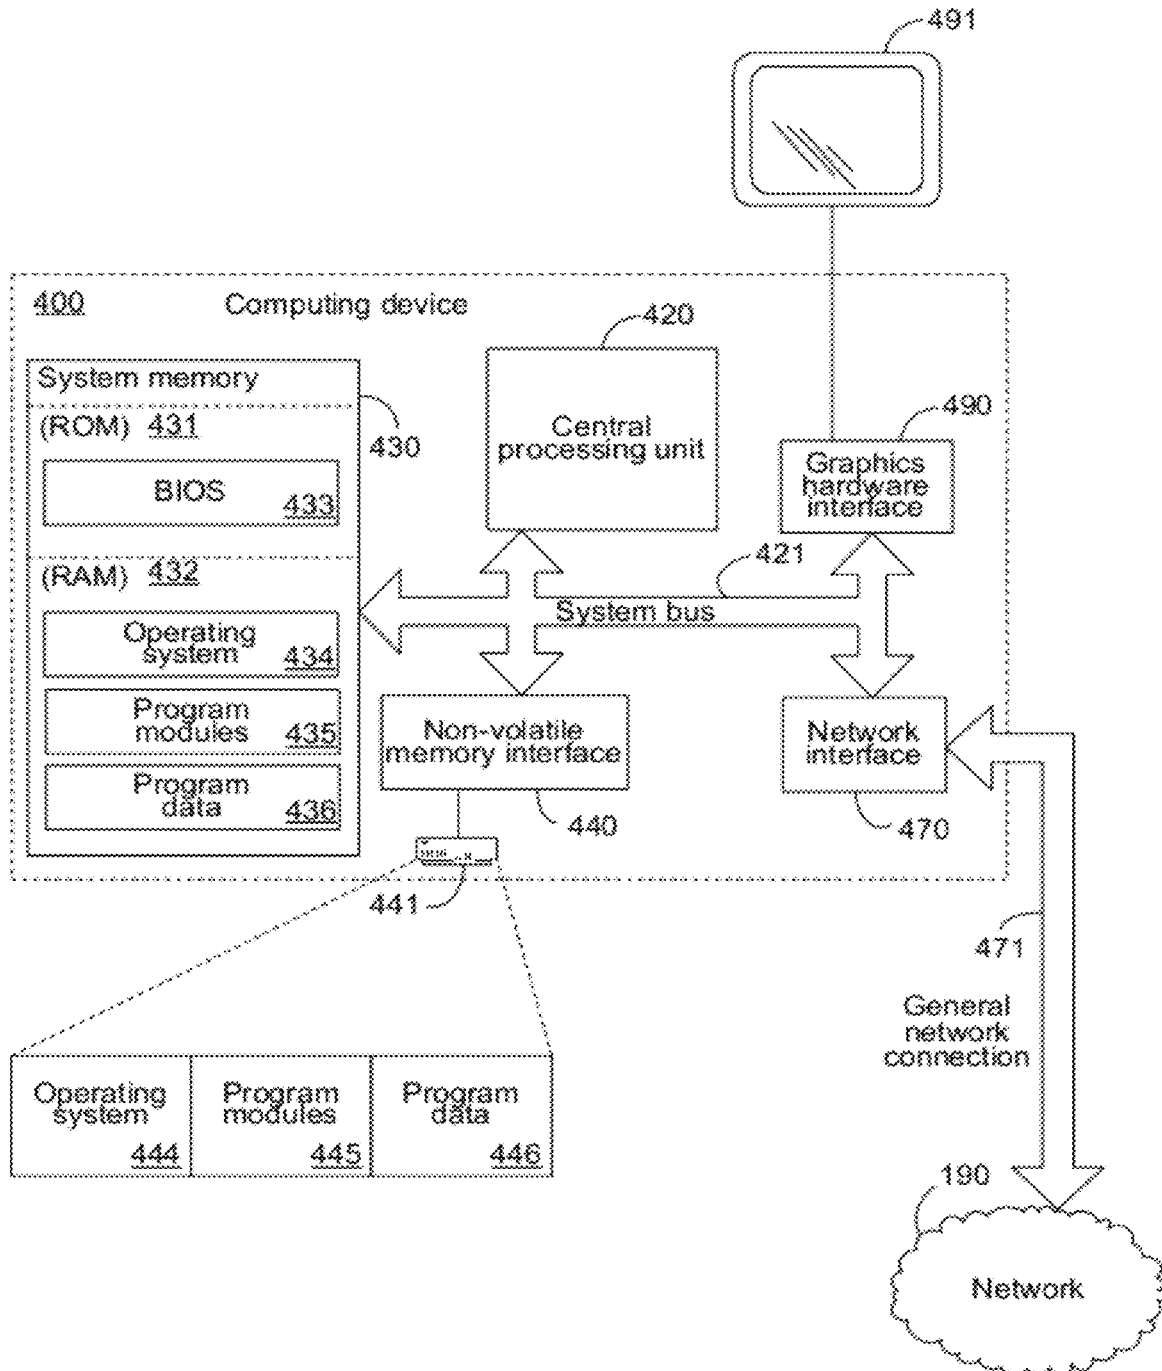 491
400 Computing device
420
System memory
430
(ROM) 431
BIOS 433
(RAM) 432
Operating
system 434
Program
modules 435
Program
data 436
Central
processing unit
490
Graphics
hardware
interface
421
System bus
Non-volatile
memory interface
440
441
Network
interface
470
471
General
network
connection
Operating
system
444
Program
modules
445
Program
data
446
190
Network